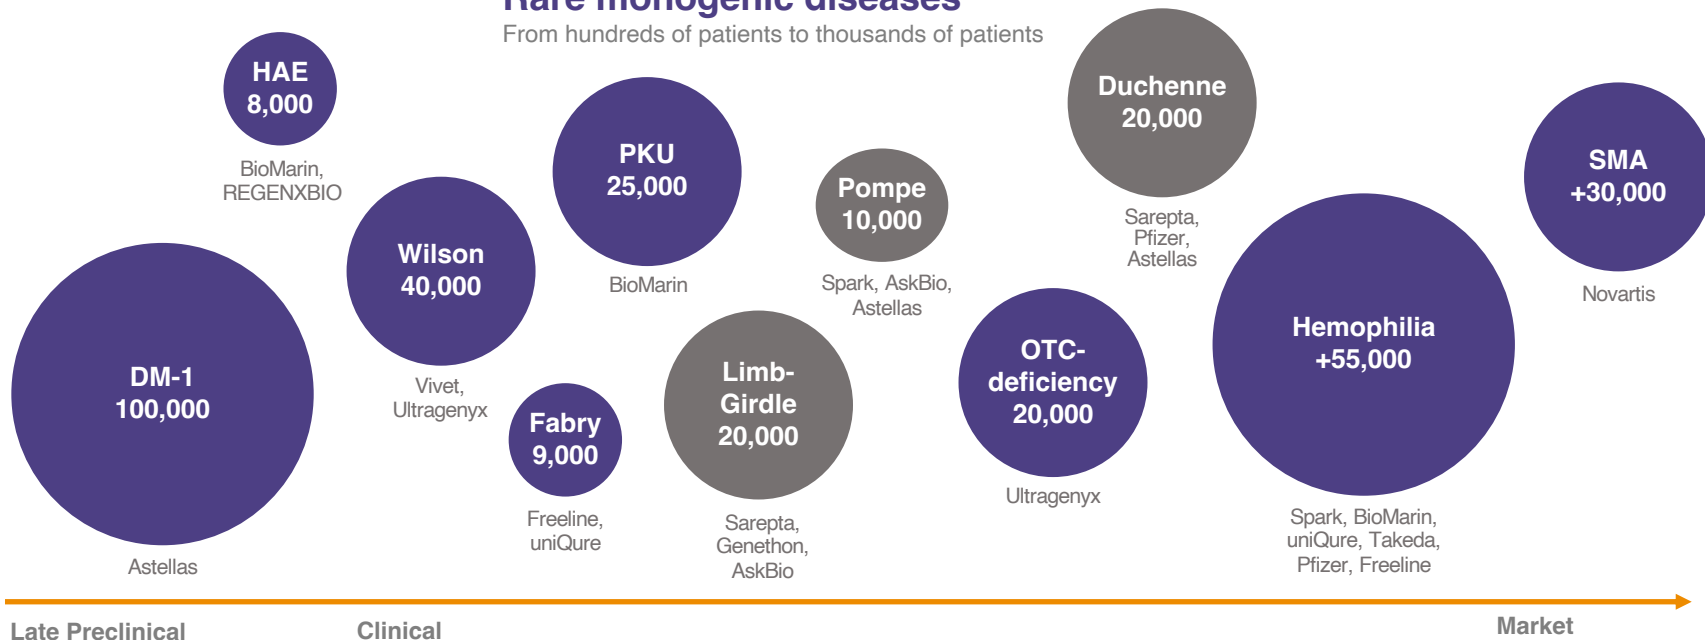 Rare monogenic diseases
From hundreds of patients to thousands of patients
HAE
8,000
BioMarin,
REGENXBIO
DM-1
100,000
Astellas
Wilson
40,000
Vivet,
Ultragenyx
Fabry
9,000
Freeline,
uniQure
PKU
25,000
BioMarin
Limb-
Girdle
20,000
Sarepta,
Genethon,
AskBio
Pompe
10,000
Spark, AskBio,
Astellas
OTC-
deficiency
20,000
Ultragenyx
Duchenne
20,000
Sarepta,
Pfizer,
Astellas
Hemophilia
+55,000
Spark, BioMarin,
uniQure, Takeda,
Pfizer, Freeline
SMA
+30,000
Novartis
Late Preclinical
Clinical
Market